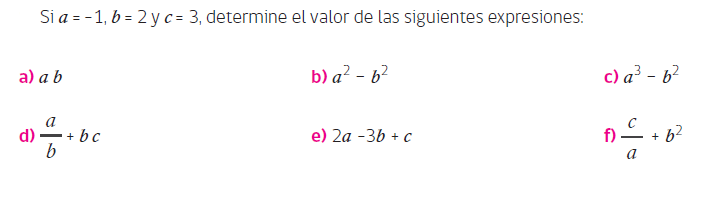 Si a = -1, b = 2 y c = 3, determine el valor de las siguientes expresiones:
a) a b b) a² - b² c) a³ - b²
d) a/b + b c e) 2a -3b + c f) c/a + b²